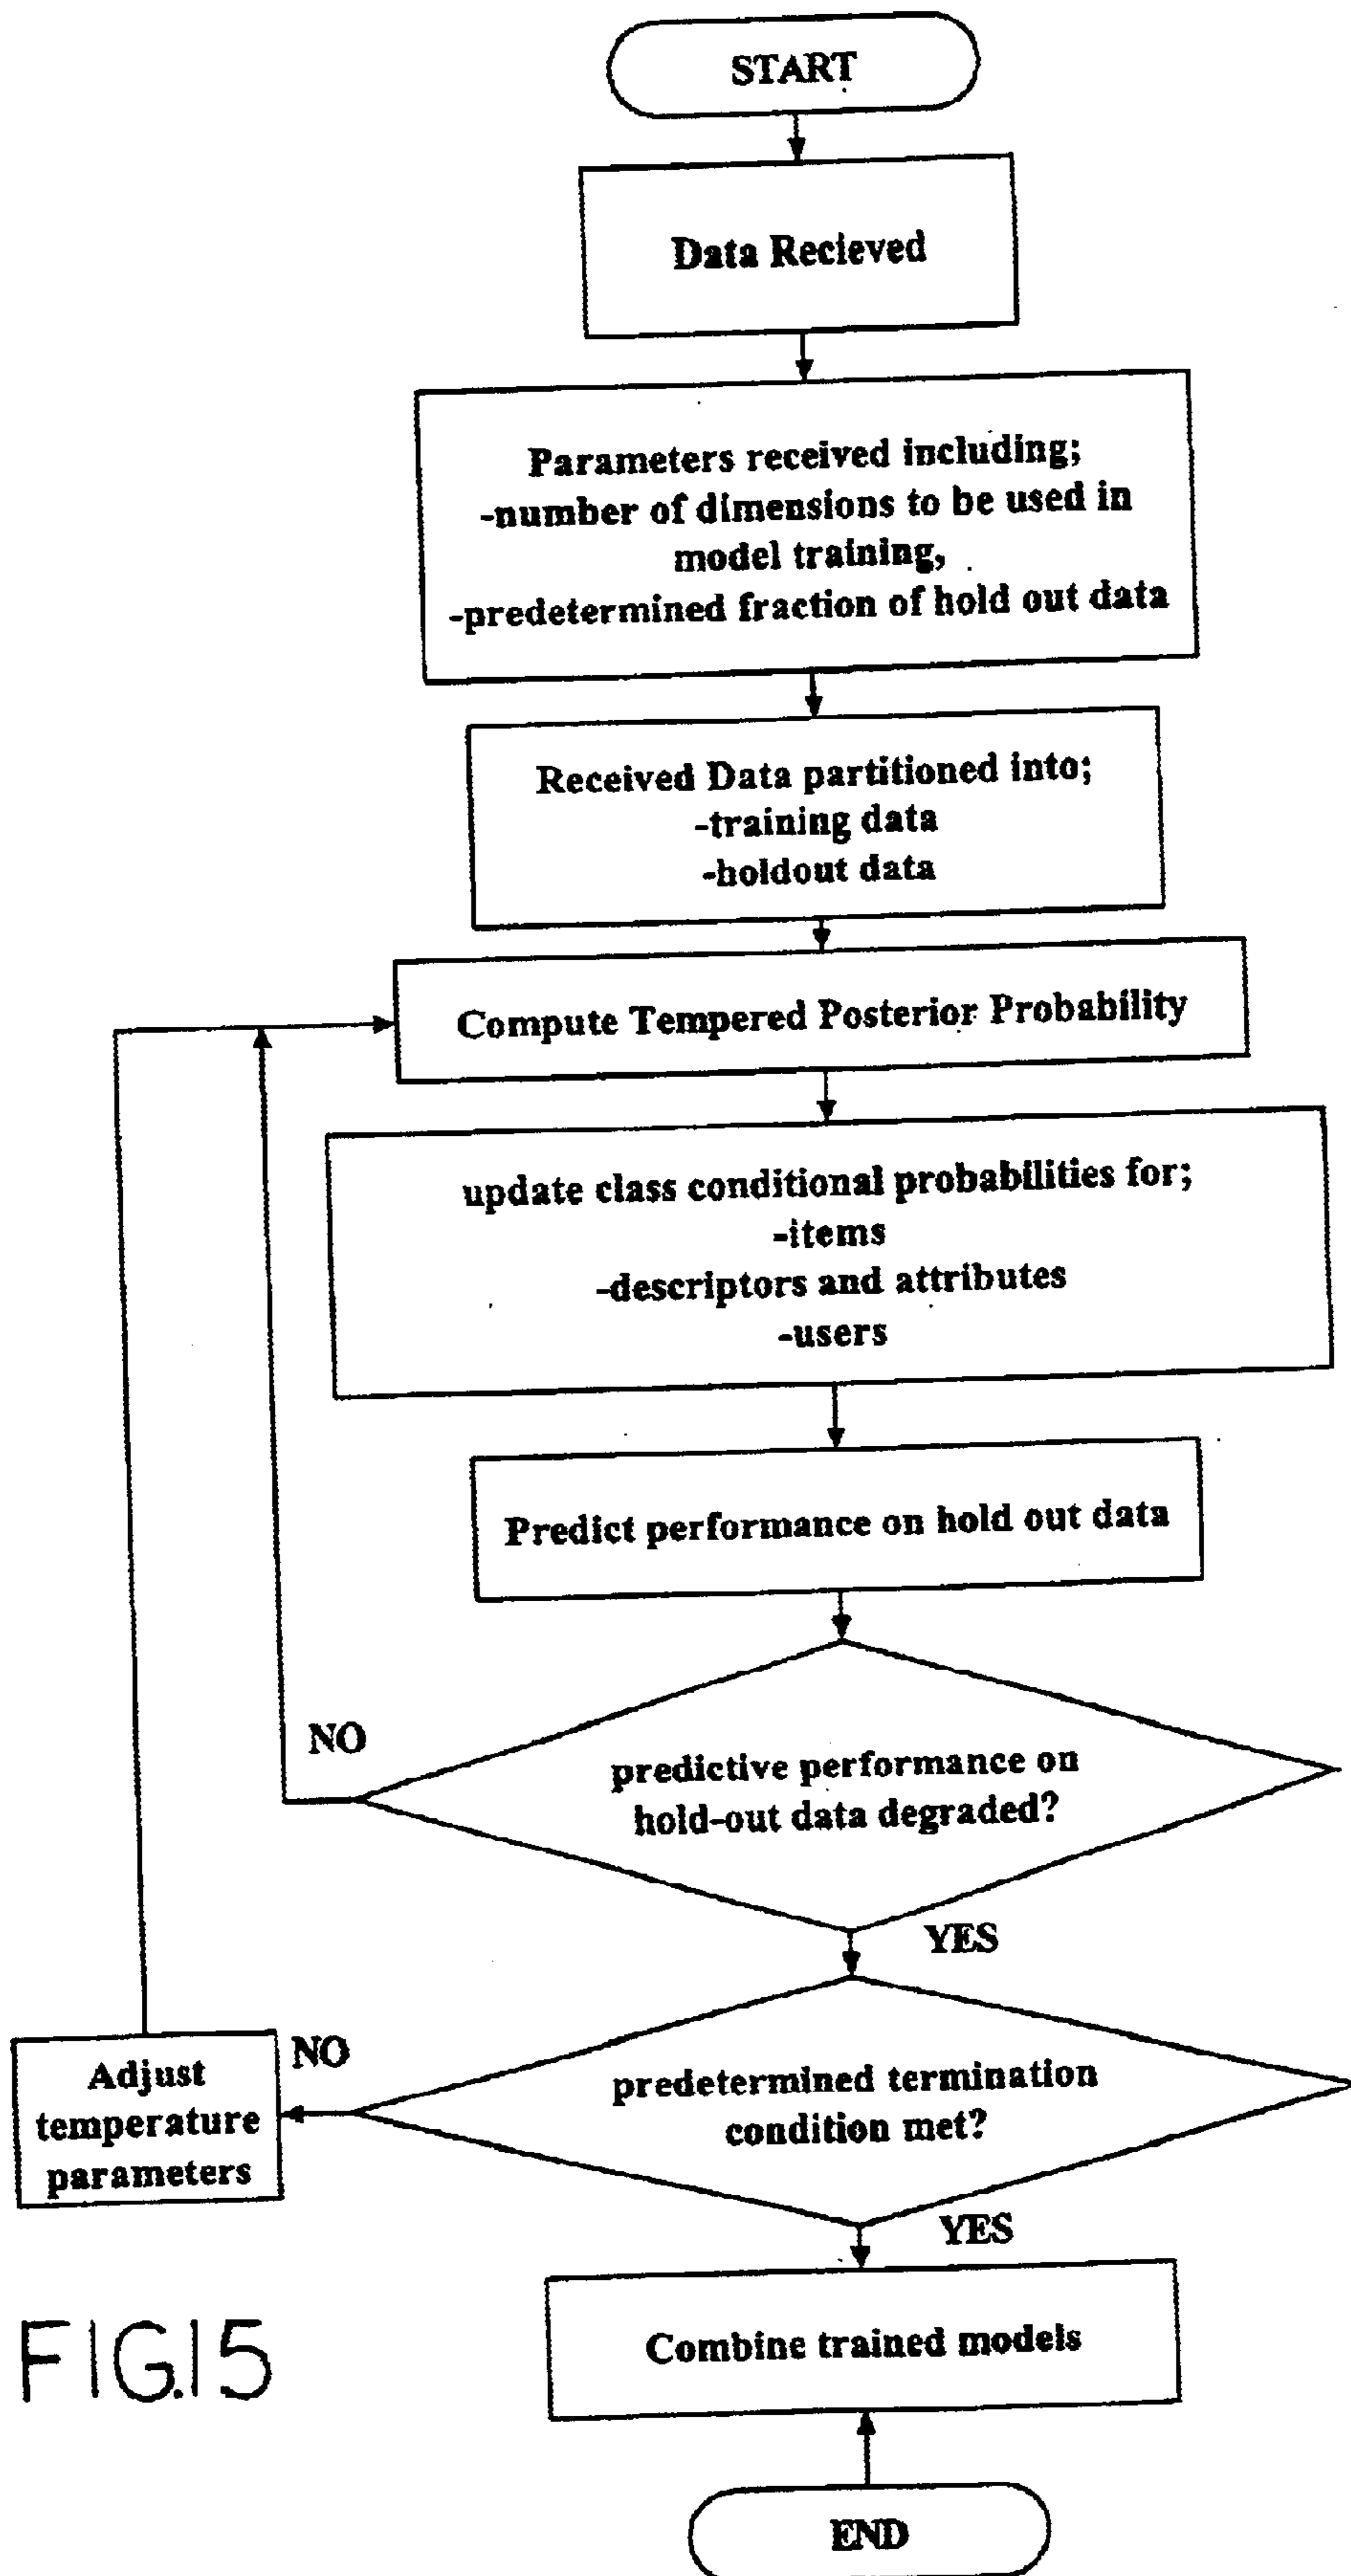 START
Data Recieved
Parameters received including;
-number of dimensions to be used in
model training,
-predetermined fraction of hold out data
Received Data partitioned into;
-training data
-holdout data
Compute Tempered Posterior Probability
update class conditional probabilities for;
-items
-descriptors and attributes
-users
Predict performance on hold out data
NO
predictive performance on
hold-out data degraded?
YES
NO
Adjust
temperature
parameters
predetermined termination
condition met?
YES
Combine trained models
FIG.15
END